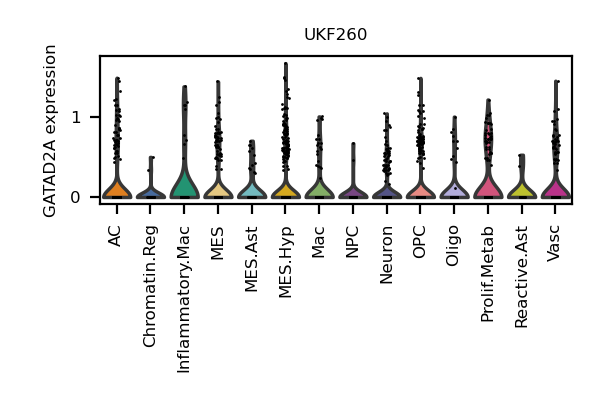 UKF260
GATAD2A expression
1
0
AC
Chromatin.Reg
Inflammatory.Mac
MES
MES.Ast
MES.Hyp
Mac
NPC
Neuron
OPC
Oligo
Prolif.Metab
Reactive.Ast
Vasc